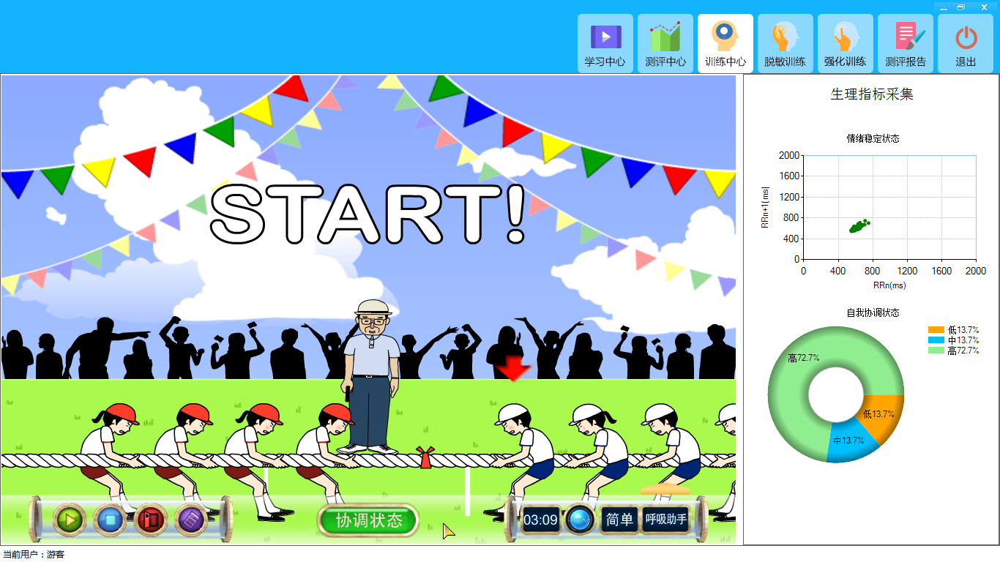 学习中心
测评中心
训练中心
脱敏训练
强化训练
测评报告
退出
START!
协调状态
03:09
简单
呼吸助手
生理指标采集
情绪稳定状态
2000
1600
1200
800
400
0
RRn+1(ms)
0 400 800 1200 1600 2000
RRn(ms)
自我协调状态
低13.7%
中13.7%
高72.7%
高72.7%
低13.7%
中13.7%
当前用户：游客